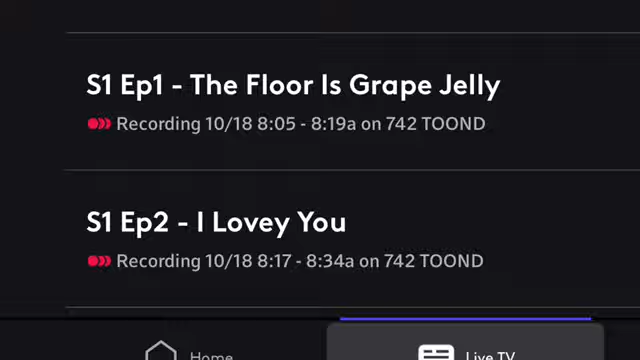 S1 Ep1 - The Floor Is Grape Jelly
Recording 10/18 8:05 - 8:19a on 742 TOOND
S1 Ep2 - I Lovey You
Recording 10/18 8:17 - 8:34a on 742 TOOND
Home
Live TV